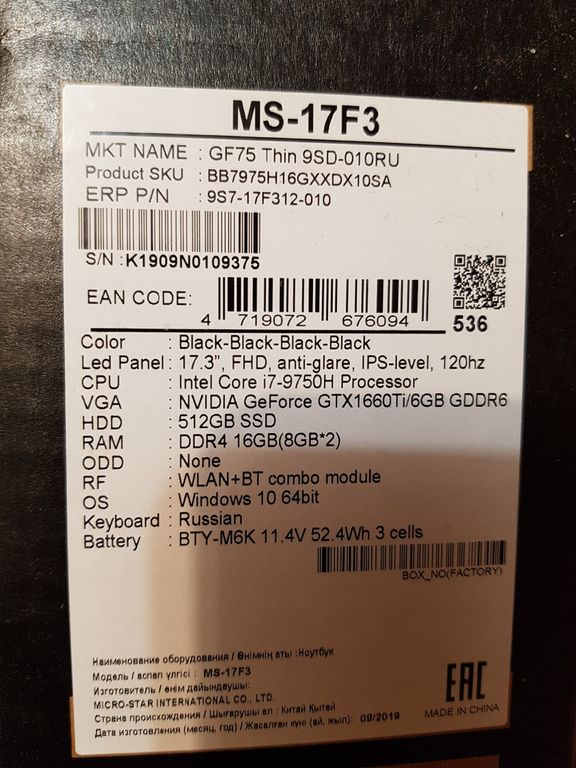 MS-17F3
MKT NAME : GF75 Thin 9SD-010RU
Product SKU : BB7975H16GXXDX10SA
ERP P/N : 9S7-17F312-010
S/N : K1909N0109375
EAN CODE: 4 719072 676094
536
Color : Black-Black-Black-Black
Led Panel : 17.3", FHD, anti-glare, IPS-level, 120hz
CPU : Intel Core i7-9750H Processor
VGA : NVIDIA GeForce GTX1660Ti/6GB GDDR6
HDD : 512GB SSD
RAM : DDR4 16GB(8GB*2)
ODD : None
RF : WLAN+BT combo module
OS : Windows 10 64bit
Keyboard : Russian
Battery : BTY-M6K 11.4V 52.4Wh 3 cells
BOX_NO(FACTORY)
Наименование оборудования / Өнімнің аты :Ноутбук
Модель / аспап үлгісі : MS-17F3
Изготовитель / өнім дайындаушы:
MICRO-STAR INTERNATIONAL CO., LTD.
Страна происхождения / Шығарушы ел : Китай Қытай
Дата изготовления (месяц, год) / Жасалған күні (ай, жыл): 09/2019
EAC
MADE IN CHINA